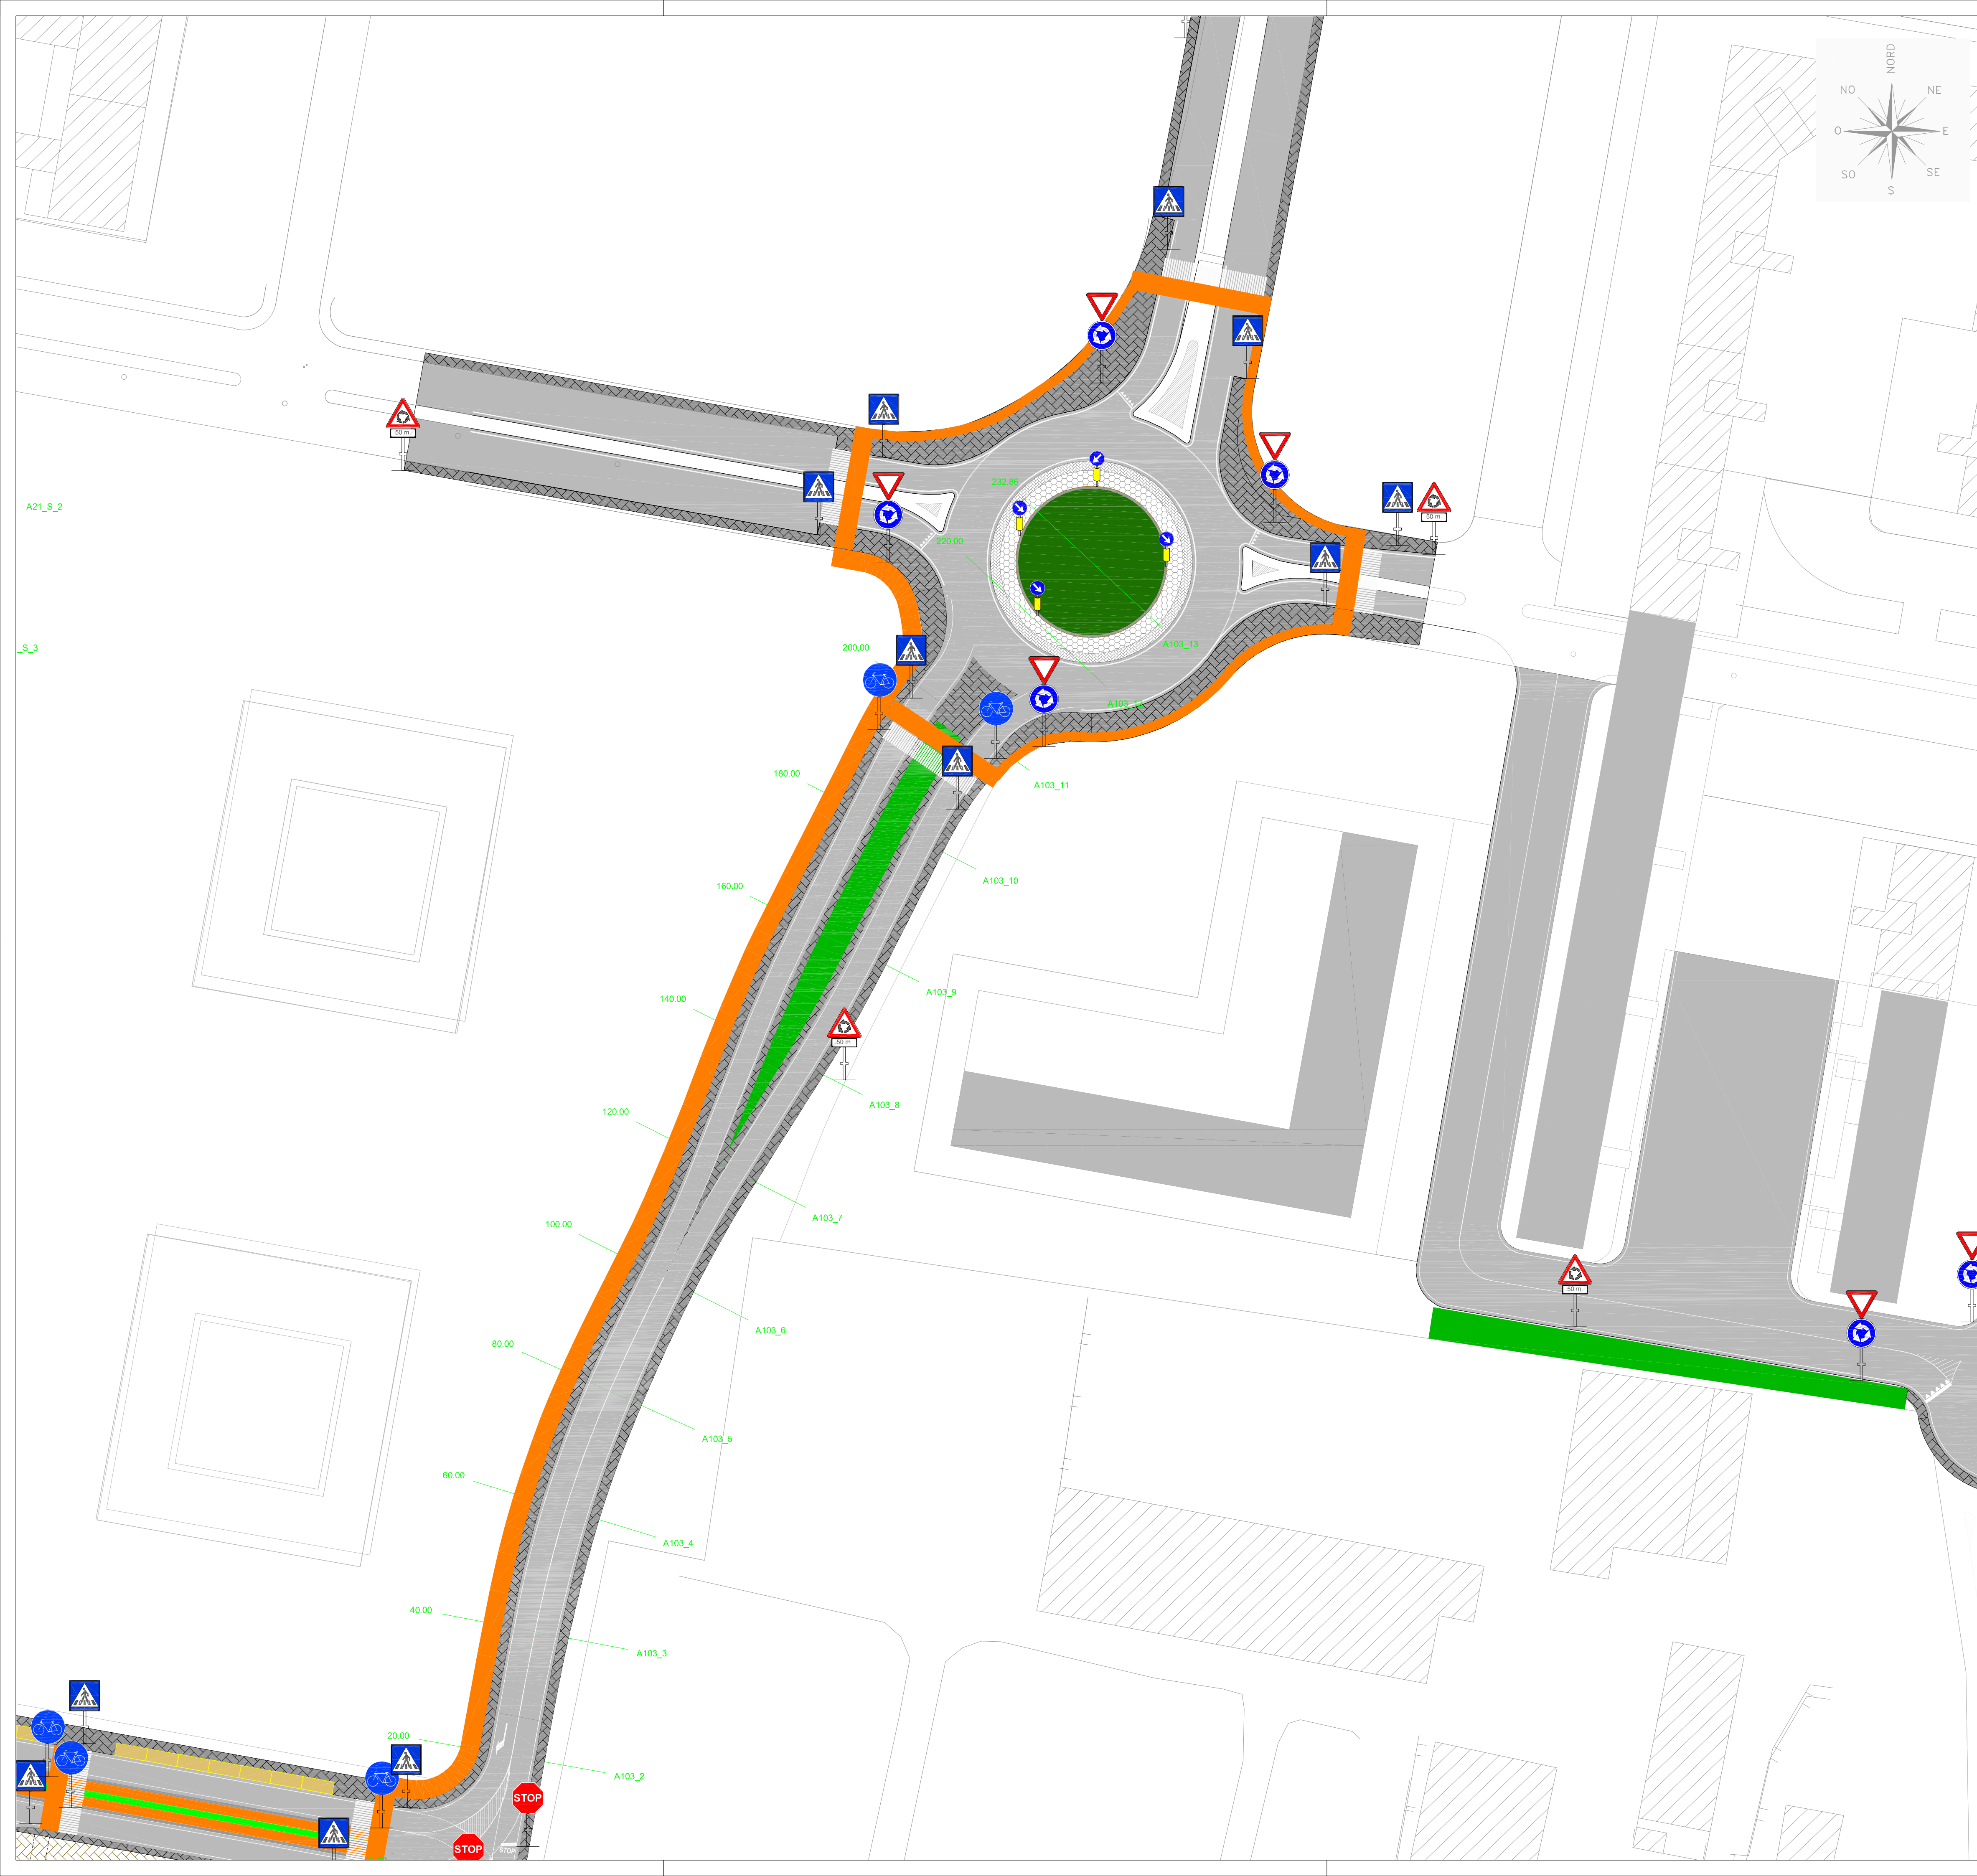 NORD
NO
NE
O
E
SO
SE
S
50 m
50 m
232.86
A21_S_2
220.00
A103_13
200.00
_S_3
A103_12
180.00
A103_11
160.00
A103_10
140.00
A103_9
50 m
120.00
A103_8
100.00
A103_7
50 m
80.00
A103_6
60.00
A103_5
40.00
A103_4
A103_3
20.00
A103_2
STOP
STOP
STOP